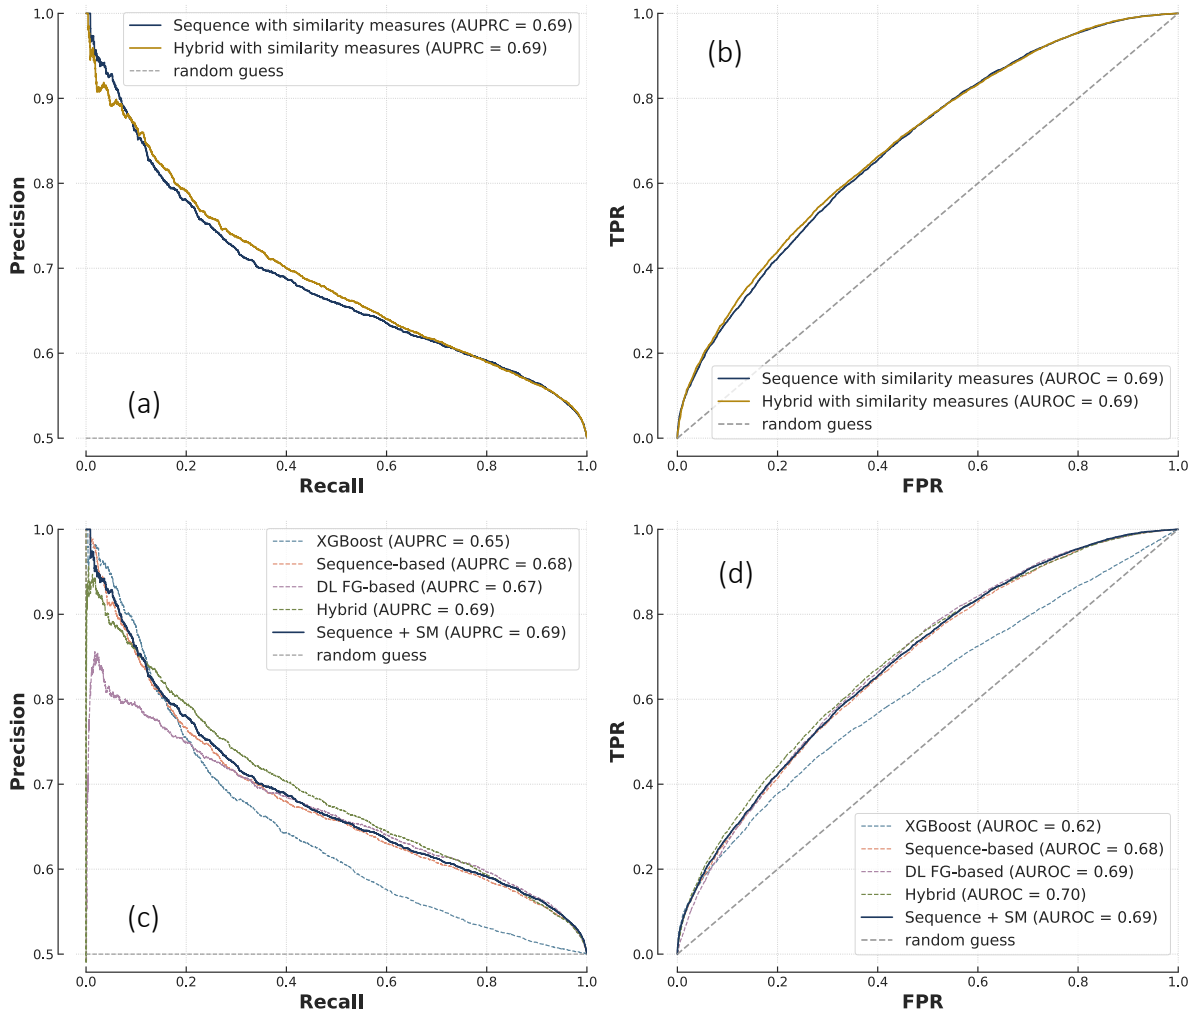 Sequence with similarity measures (AUPRC = 0.69)
Hybrid with similarity measures (AUPRC = 0.69)
random guess
1.0
0.9
0.8
0.7
0.6
0.5
Precision
(a)
0.0 0.2 0.4 0.6 0.8 1.0
Recall
(b)
1.0
0.8
0.6
0.4
0.2
0.0
TPR
Sequence with similarity measures (AUROC = 0.69)
Hybrid with similarity measures (AUROC = 0.69)
random guess
0.0 0.2 0.4 0.6 0.8 1.0
FPR
XGBoost (AUPRC = 0.65)
Sequence-based (AUPRC = 0.68)
DL FG-based (AUPRC = 0.67)
Hybrid (AUPRC = 0.69)
Sequence + SM (AUPRC = 0.69)
random guess
1.0
0.9
0.8
0.7
0.6
0.5
Precision
(c)
0.0 0.2 0.4 0.6 0.8 1.0
Recall
(d)
1.0
0.8
0.6
0.4
0.2
0.0
TPR
XGBoost (AUROC = 0.62)
Sequence-based (AUROC = 0.68)
DL FG-based (AUROC = 0.69)
Hybrid (AUROC = 0.70)
Sequence + SM (AUROC = 0.69)
random guess
0.0 0.2 0.4 0.6 0.8 1.0
FPR